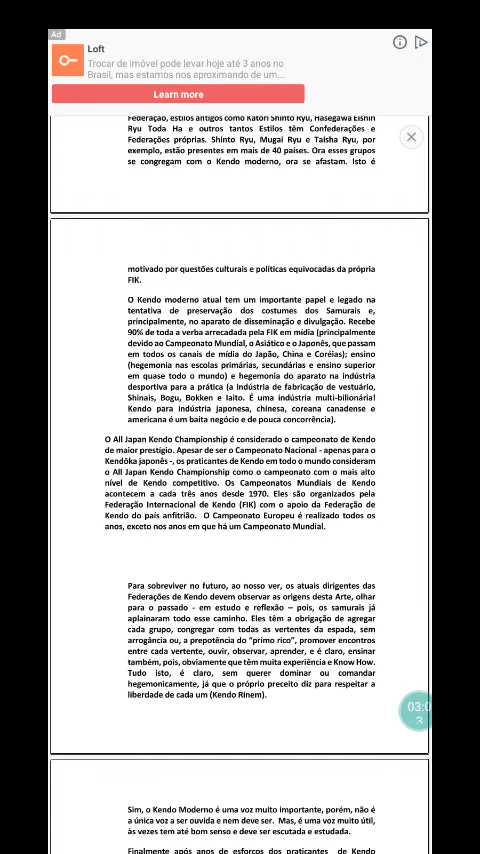 Ad
Loft
Trocar de imóvel pode levar hoje até 3 anos no
Brasil, mas estamos nos aproximando de um...
Learn more
Federação, estilos antigos como Katori Shinto Ryu, Hasegawa Eishin
Ryu Toda Ha e outros tantos Estilos têm Confederações e
Federações próprias. Shinto Ryu, Mugai Ryu e Taisha Ryu, por
exemplo, estão presentes em mais de 40 países. Ora esses grupos
se congregam com o Kendo moderno, ora se afastam. Isto é
motivado por questões culturais e políticas equivocadas da própria
FIK.
O Kendo moderno atual tem um importante papel e legado na
tentativa de preservação dos costumes dos Samurais e,
principalmente, no aparato de disseminação e divulgação. Recebe
90% de toda a verba arrecadada pela FIK em mídia (principalmente
devido ao Campeonato Mundial, o Asiático e o Japonês, que passam
em todos os canais de mídia do Japão, China e Coréias); ensino
(hegemonia nas escolas primárias, secundárias e ensino superior
em quase todo o mundo) e hegemonia do aparato na indústria
desportiva para a prática (a indústria de fabricação de vestuário,
Shinais, Bogu, Bokken e Iaito. É uma indústria multi-bilionária!
Kendo para indústria japonesa, chinesa, coreana canadense e
americana é um baita negócio e de pouca concorrência).
O All Japan Kendo Championship é considerado o campeonato de Kendo
de maior prestígio. Apesar de ser o Campeonato Nacional - apenas para o
Kendôka japonês -, os praticantes de Kendo em todo o mundo consideram
o All Japan Kendo Championship como o campeonato com o mais alto
nível de Kendo competitivo. Os Campeonatos Mundiais de Kendo
acontecem a cada três anos desde 1970. Eles são organizados pela
Federação Internacional de Kendo (FIK) com o apoio da Federação de
Kendo do país anfitrião. O Campeonato Europeu é realizado todos os
anos, exceto nos anos em que há um Campeonato Mundial.
Para sobreviver no futuro, ao nosso ver, os atuais dirigentes das
Federações de Kendo devem observar as origens desta Arte, olhar
para o passado - em estudo e reflexão – pois, os samurais já
aplainaram todo esse caminho. Eles têm a obrigação de agregar
cada grupo, congregar com todas as vertentes da espada, sem
arrogância ou, a prepotência do “primo rico”, promover encontros
entre cada vertente, ouvir, observar, aprender, e é claro, ensinar
também, pois, obviamente que têm muita experiência e Know How.
Tudo isto, é claro, sem querer dominar ou comandar
hegemonicamente, já que o próprio preceito diz para respeitar a
liberdade de cada um (Kendo Rinem).
03:0
3
Sim, o Kendo Moderno é uma voz muito importante, porém, não é
a única voz a ser ouvida e nem deve ser. Mas, é uma voz muito útil,
às vezes tem até bom senso e deve ser escutada e estudada.
Finalmente após anos de esforços dos praticantes de Kendo